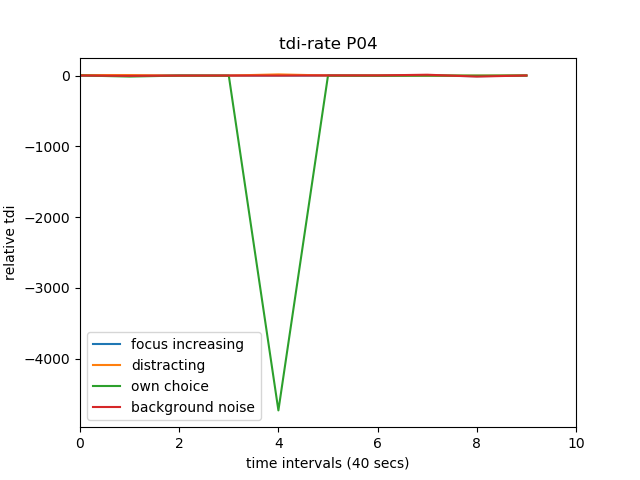 tdi-rate P04
relative tdi
0
−1000
−2000
−3000
−4000
focus increasing
distracting
own choice
background noise
0 2 4 6 8 10
time intervals (40 secs)